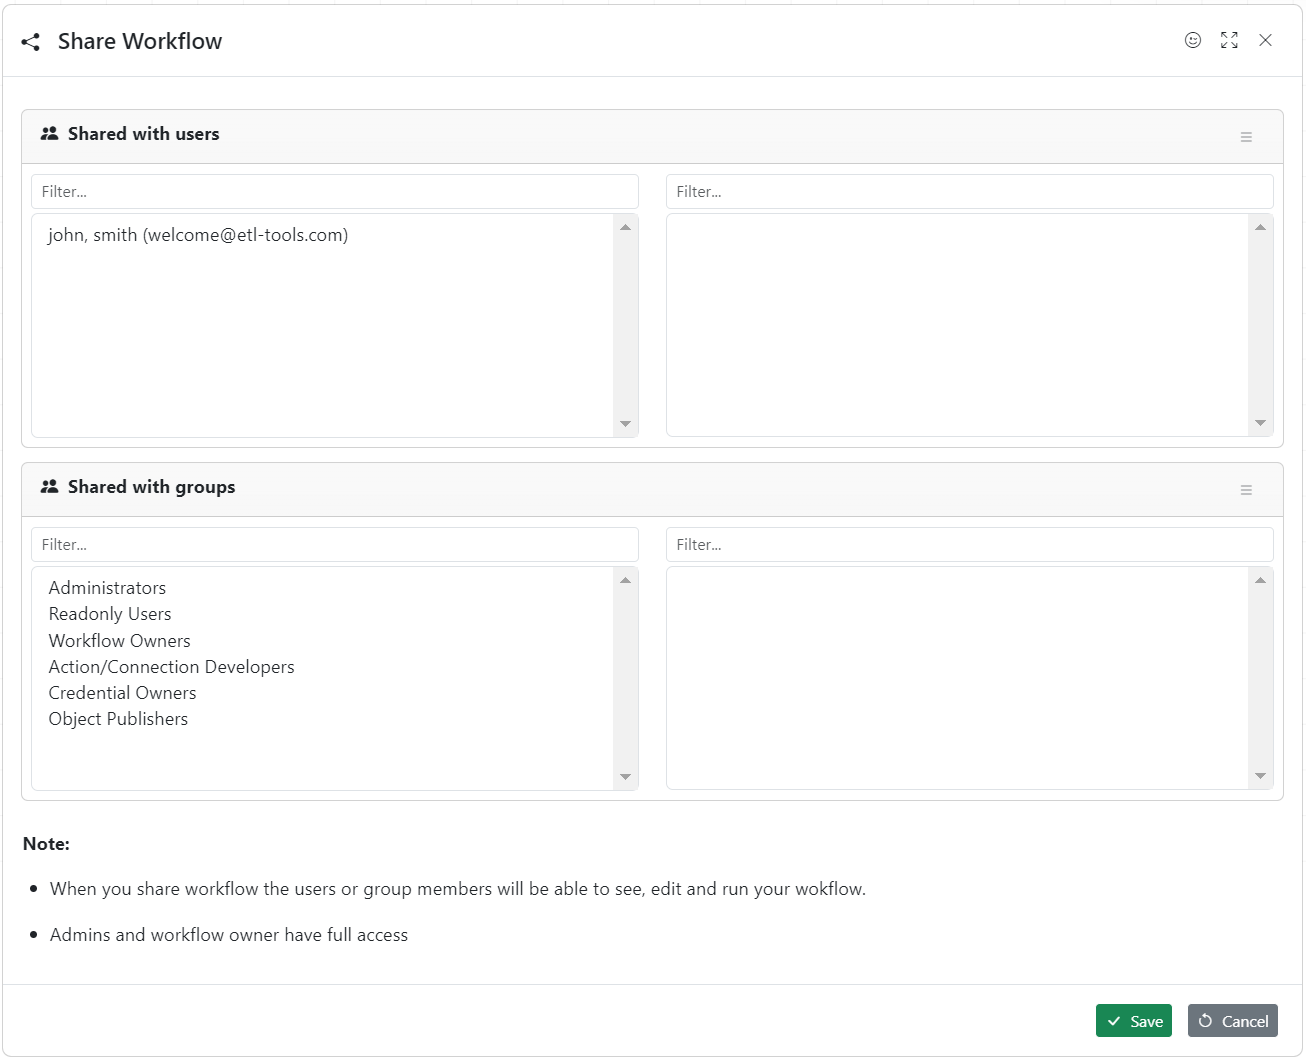 Share Workflow
Shared with users
Filter...
Filter...
john, smith (welcome@etl-tools.com)
Shared with groups
Filter...
Filter...
Administrators
Readonly Users
Workflow Owners
Action/Connection Developers
Credential Owners
Object Publishers
Note:
When you share workflow the users or group members will be able to see, edit and run your wokflow.
Admins and workflow owner have full access
Save
Cancel